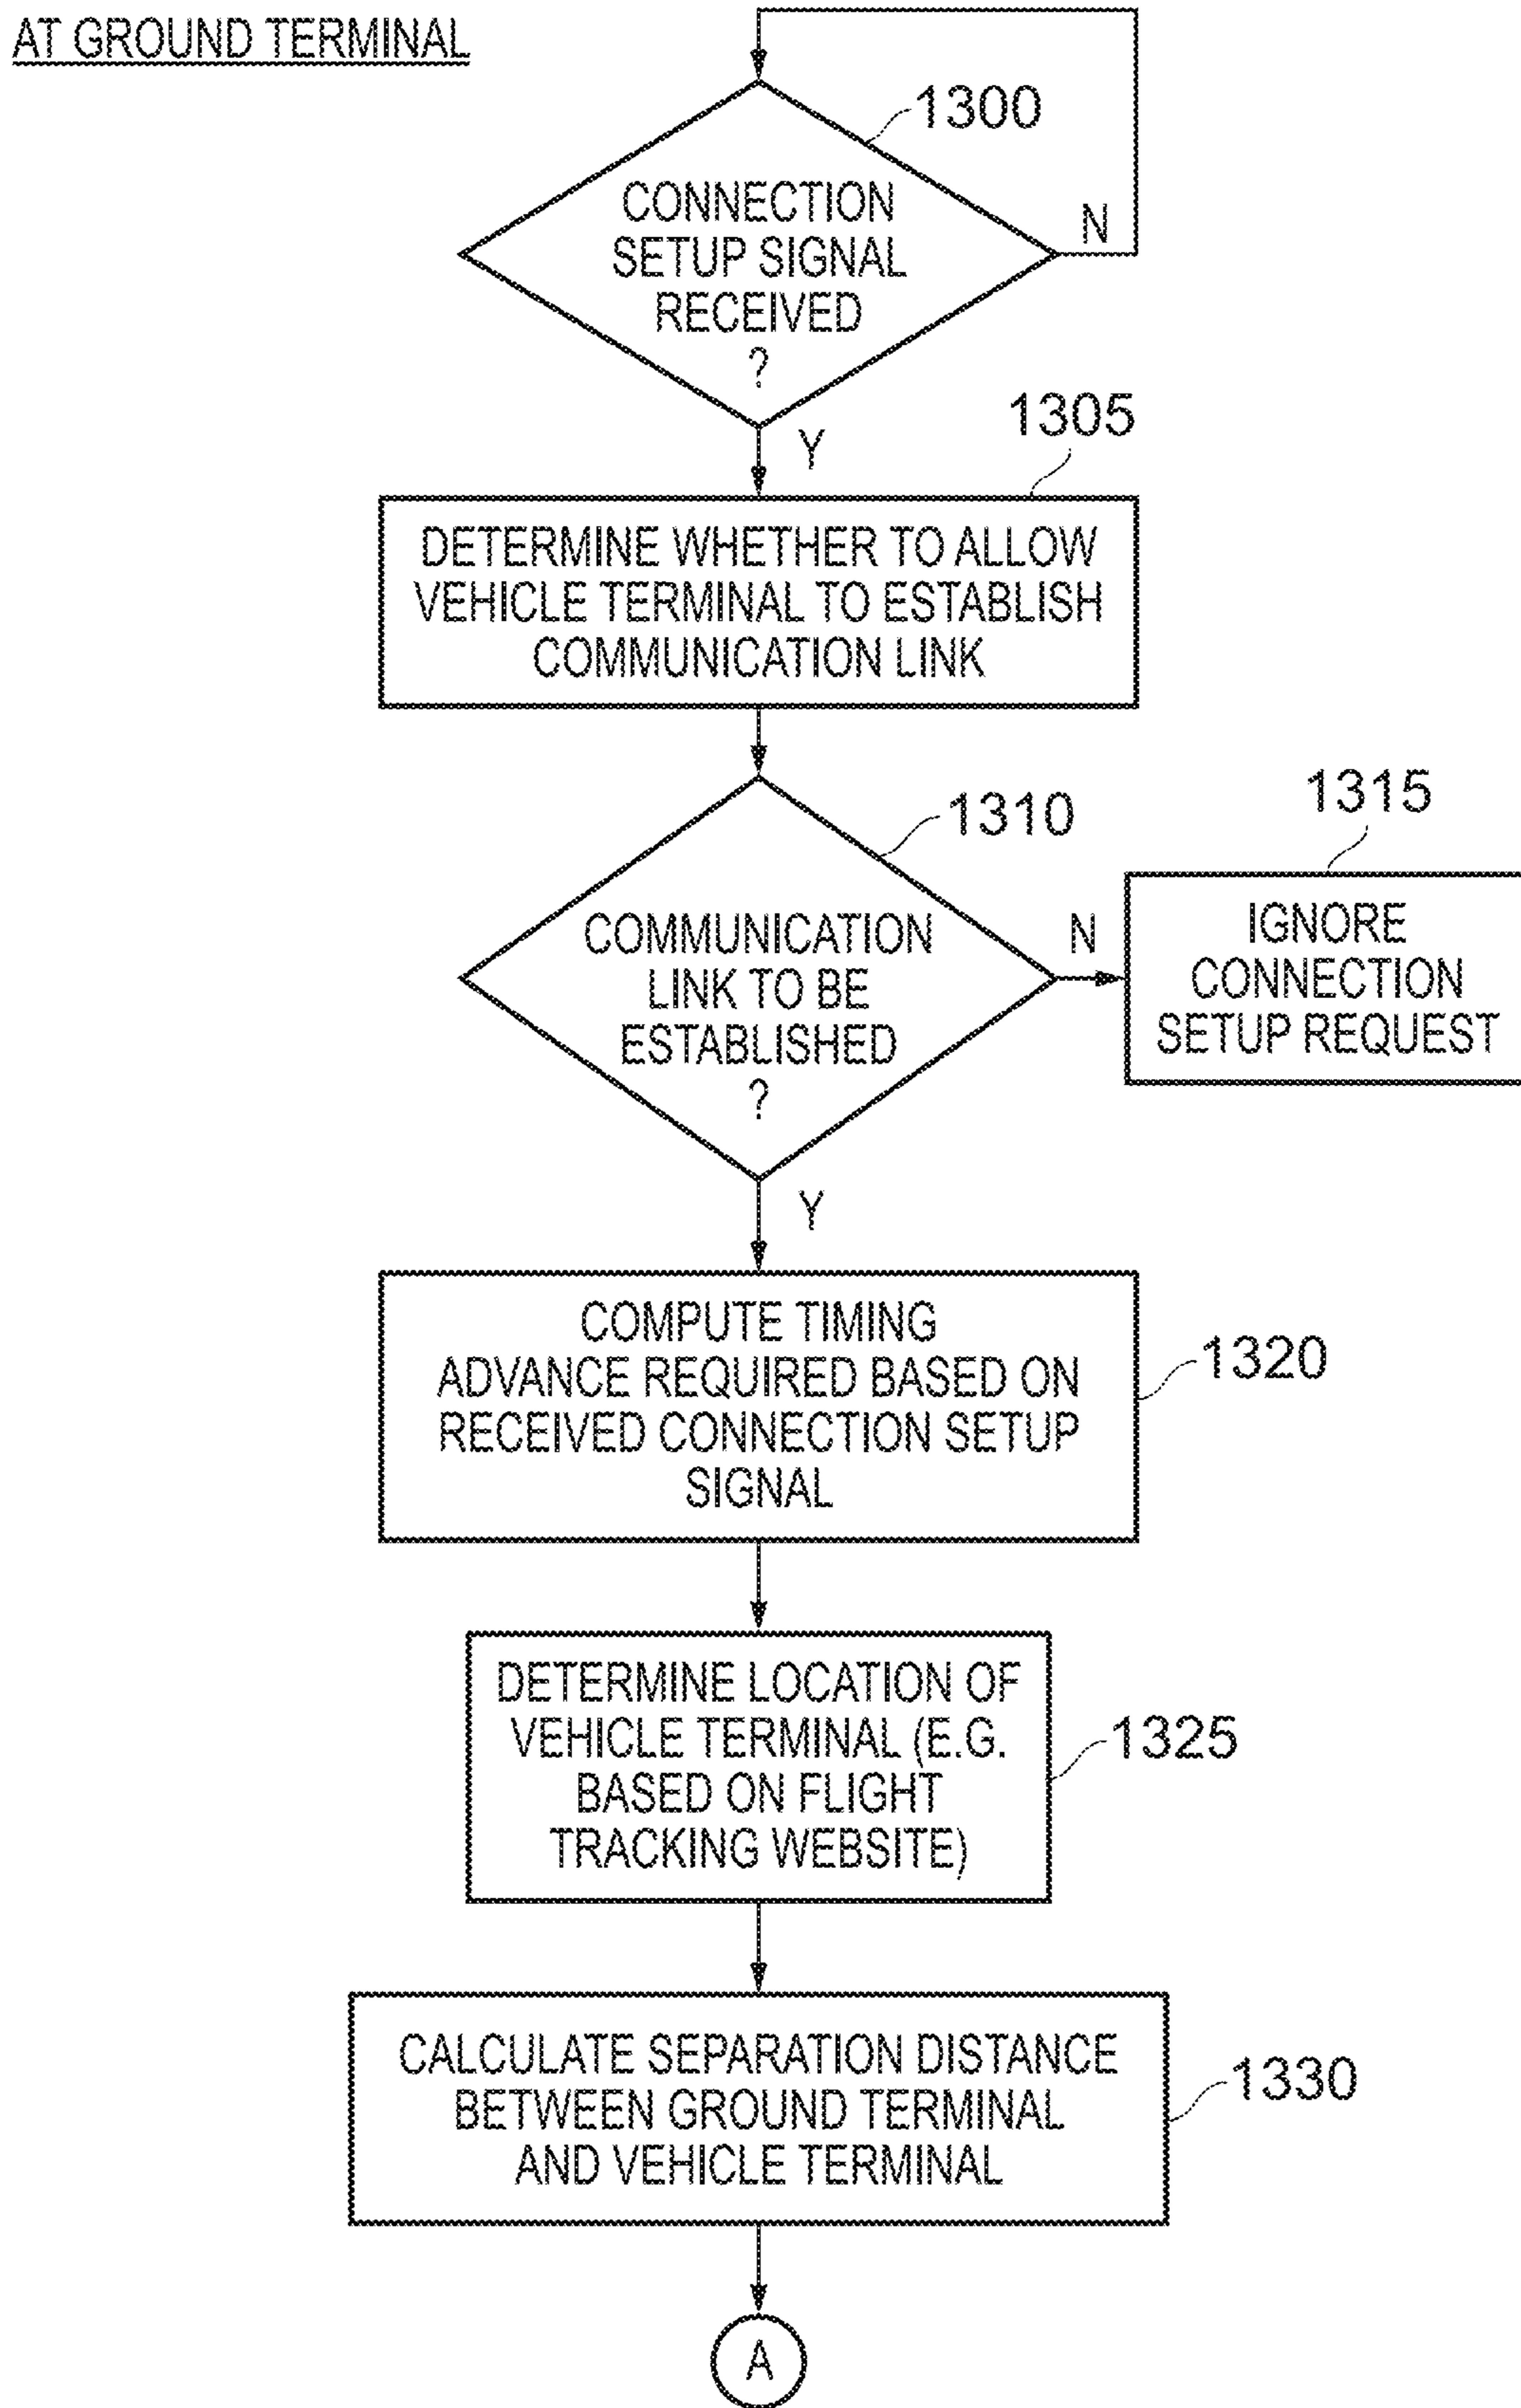 AT GROUND TERMINAL
1300
CONNECTION
SETUP SIGNAL
RECEIVED
?
N
Y
1305
DETERMINE WHETHER TO ALLOW
VEHICLE TERMINAL TO ESTABLISH
COMMUNICATION LINK
1310
COMMUNICATION
LINK TO BE
ESTABLISHED
?
N
1315
IGNORE
CONNECTION
SETUP REQUEST
Y
COMPUTE TIMING
ADVANCE REQUIRED BASED ON
RECEIVED CONNECTION SETUP
SIGNAL
1320
DETERMINE LOCATION OF
VEHICLE TERMINAL (E.G.
BASED ON FLIGHT
TRACKING WEBSITE)
1325
CALCULATE SEPARATION DISTANCE
BETWEEN GROUND TERMINAL
AND VEHICLE TERMINAL
1330
A